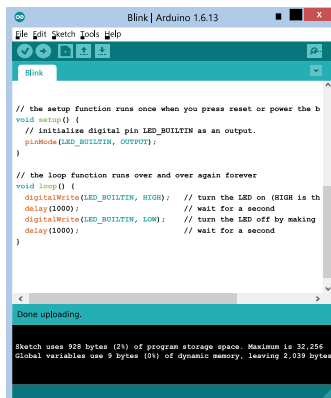 Blink | Arduino 1.6.13
File Edit Sketch Tools Help
Blink
// the setup function runs once when you press reset or power the b
void setup() {
// initialize digital pin LED_BUILTIN as an output.
pinMode(LED_BUILTIN, OUTPUT);
}
// the loop function runs over and over again forever
void loop() {
digitalWrite(LED_BUILTIN, HIGH); // turn the LED on (HIGH is th
delay(1000); // wait for a second
digitalWrite(LED_BUILTIN, LOW); // turn the LED off by making
delay(1000); // wait for a second
}
Done uploading.
Sketch uses 928 bytes (2%) of program storage space. Maximum is 32,256
Global variables use 9 bytes (0%) of dynamic memory, leaving 2,039 bytes